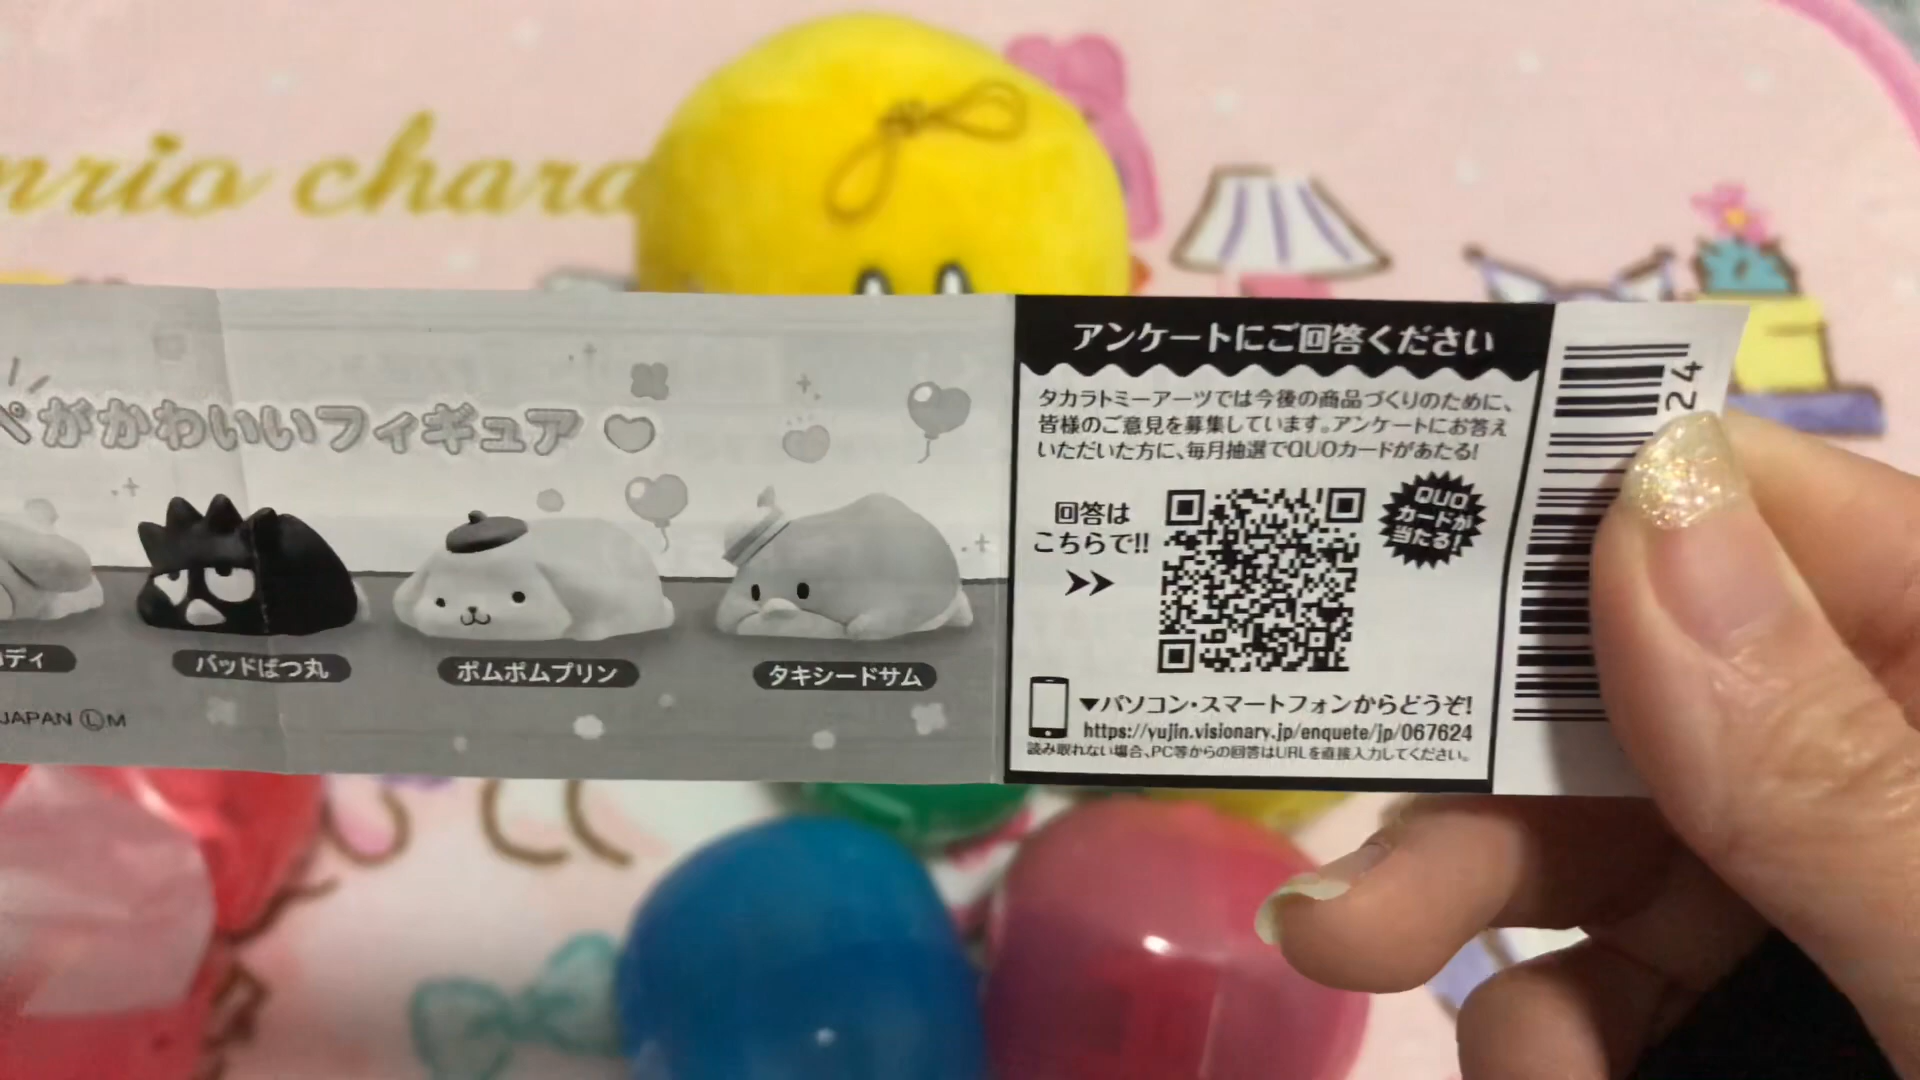 nrio chara
ペがかわいいフィギュア
ディ
バッドばつ丸
ポムポムプリン
タキシードサム
JAPAN ⓁM
アンケートにご回答ください
タカラトミーアーツでは今後の商品づくりのために、
皆様のご意見を募集しています。アンケートにお答え
いただいた方に、毎月抽選でQUOカードがあたる!
回答は
こちらで!!
QUO
カードが
当たる!
▼パソコン・スマートフォンからどうぞ!
https://yujin.visionary.jp/enquete/jp/067624
読み取れない場合、PC等からの回答はURLを直接入力してください。
24